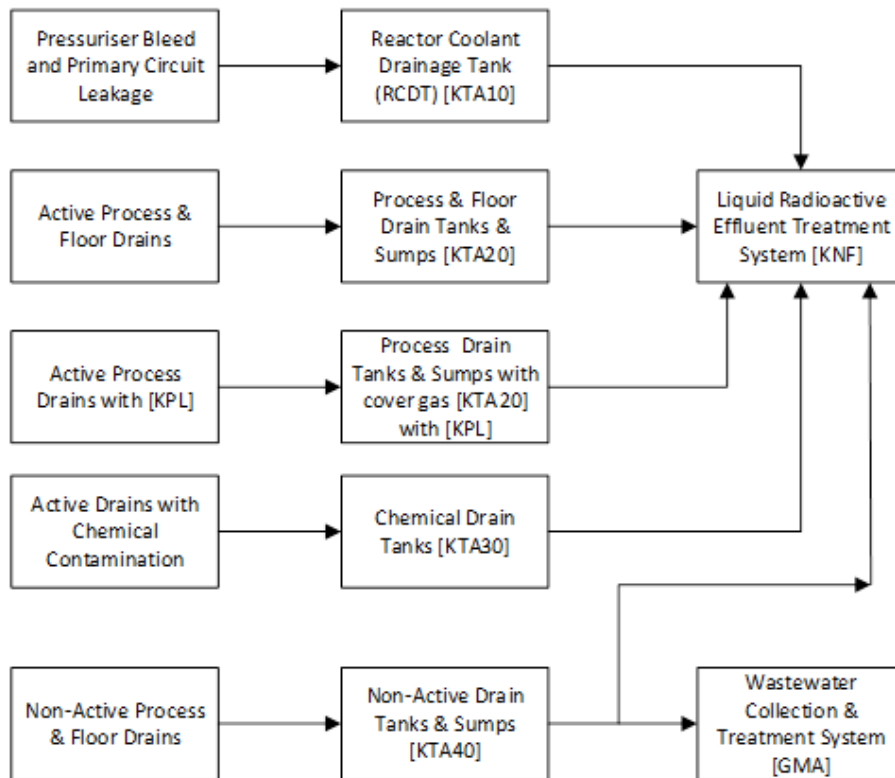 Pressuriser Bleed
and Primary Circuit
Leakage
Reactor Coolant
Drainage Tank
(RCDT) [KTA10]
Active Process &
Floor Drains
Process & Floor
Drain Tanks &
Sumps [KTA20]
Liquid Radioactive
Effluent Treatment
System [KNF]
Active Process
Drains with [KPL]
Process Drain
Tanks & Sumps with
cover gas [KTA20]
with [KPL]
Active Drains with
Chemical
Contamination
Chemical Drain
Tanks [KTA30]
Non-Active Process
& Floor Drains
Non-Active Drain
Tanks & Sumps
[KTA40]
Wastewater
Collection &
Treatment System
[GMA]